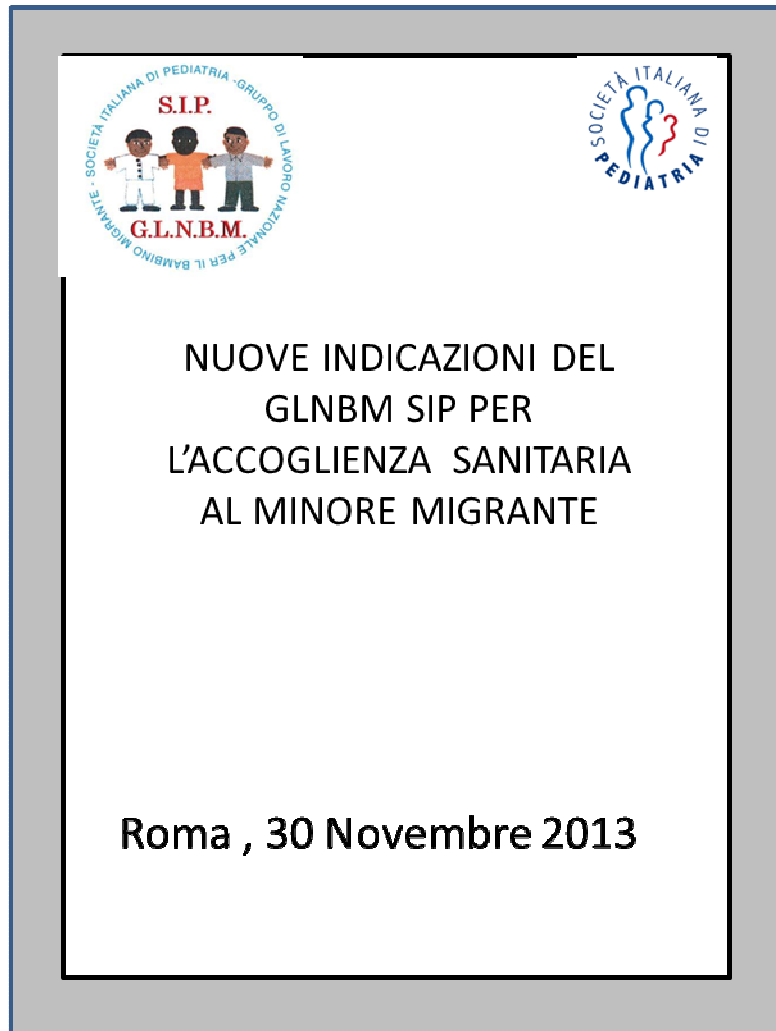 SOCIETÀ ITALIANA DI PEDIATRIA - GRUPPO DI LAVORO NAZIONALE PER IL BAMBINO MIGRANTE -
S.I.P.
G.L.N.B.M.
SOCIETÀ ITALIANA DI
PEDIATRIA
NUOVE INDICAZIONI DEL
GLNBM SIP PER
L’ACCOGLIENZA SANITARIA
AL MINORE MIGRANTE
Roma , 30 Novembre 2013